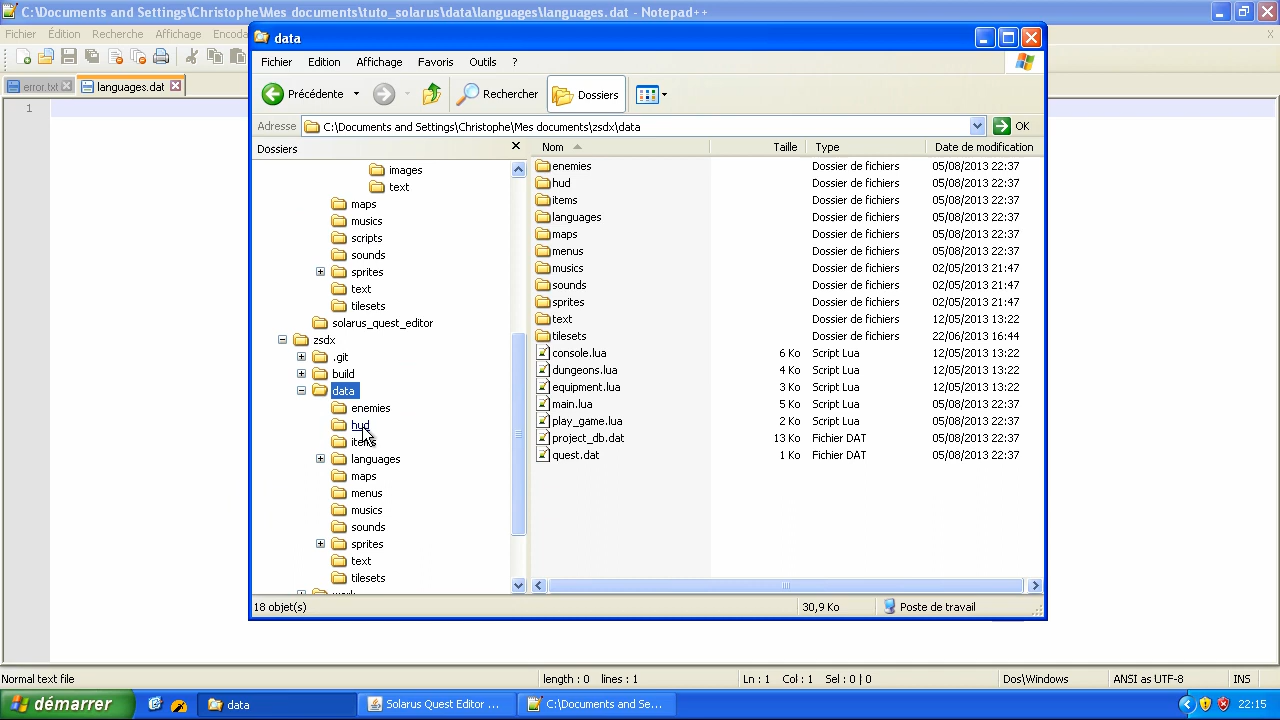 C:\Documents and Settings\Christophe\Mes documents\tuto_solarus\data\languages\languages.dat - Notepad++
Fichier Édition Recherche Affichage Encoda
X
error.txt languages.dat
1
data
Fichier Affichage Favoris Outils ?
Précédente Rechercher Dossiers
Adresse C:\Documents and Settings\Christophe\Mes documents\zsdx\data OK
Dossiers
images
text
maps
musics
scripts
sounds
sprites
text
tilesets
solarus_quest_editor
zsdx
.git
build
data
enemies
hud
items
languages
maps
menus
musics
sounds
sprites
text
tilesets
Nom Taille Type Date de modification
enemies Dossier de fichiers 05/08/2013 22:37
hud Dossier de fichiers 05/08/2013 22:37
items Dossier de fichiers 05/08/2013 22:37
languages Dossier de fichiers 05/08/2013 22:37
maps Dossier de fichiers 05/08/2013 22:37
menus Dossier de fichiers 05/08/2013 22:37
musics Dossier de fichiers 02/05/2013 21:47
sounds Dossier de fichiers 02/05/2013 21:47
sprites Dossier de fichiers 02/05/2013 21:47
text Dossier de fichiers 12/05/2013 13:22
tilesets Dossier de fichiers 22/06/2013 16:44
console.lua 6 Ko Script Lua 12/05/2013 13:22
dungeons.lua 4 Ko Script Lua 12/05/2013 13:22
equipment.lua 3 Ko Script Lua 12/05/2013 13:22
main.lua 5 Ko Script Lua 05/08/2013 22:37
play_game.lua 2 Ko Script Lua 05/08/2013 22:37
project_db.dat 13 Ko Fichier DAT 05/08/2013 22:37
quest.dat 1 Ko Fichier DAT 05/08/2013 22:37
18 objet(s) 30,9 Ko Poste de travail
Normal text file length : 0 lines : 1 Ln : 1 Col : 1 Sel : 0 | 0 Dos\Windows ANSI as UTF-8 INS
démarrer data Solarus Quest Editor ... C:\Documents and Se... 22:15